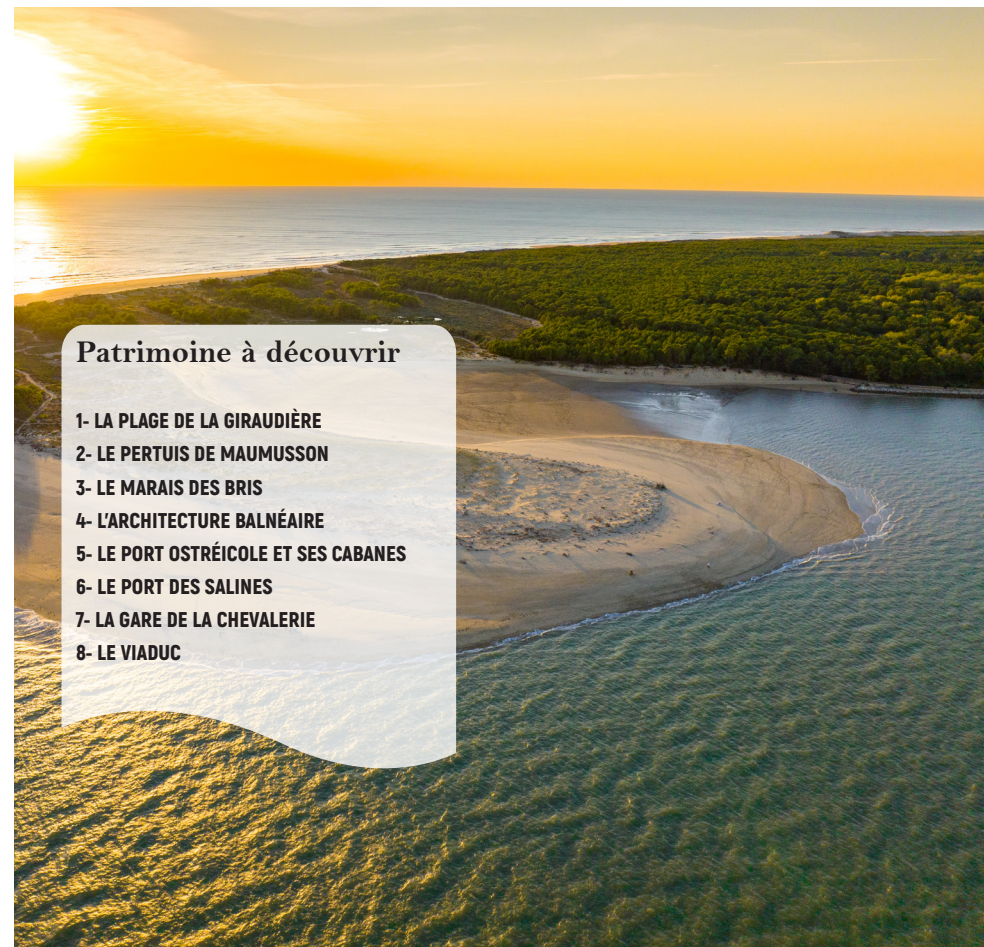 Patrimoine à découvrir
1- LA PLAGE DE LA GIRAUDIÈRE
2- LE PERTUIS DE MAUMUSSON
3- LE MARAIS DES BRIS
4- L'ARCHITECTURE BALNÉAIRE
5- LE PORT OSTRÉICOLE ET SES CABANES
6- LE PORT DES SALINES
7- LA GARE DE LA CHEVALERIE
8- LE VIADUC